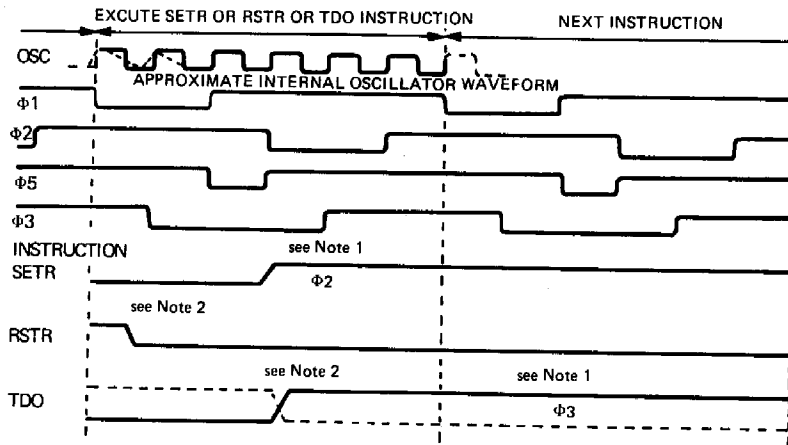 EXCUTE SETR OR RSTR OR TDO INSTRUCTION
NEXT INSTRUCTION
OSC
APPROXIMATE INTERNAL OSCILLATOR WAVEFORM
Φ1
Φ2
Φ5
Φ3
INSTRUCTION
see Note 1
SETR
Φ2
see Note 2
RSTR
see Note 2
see Note 1
TDO
Φ3